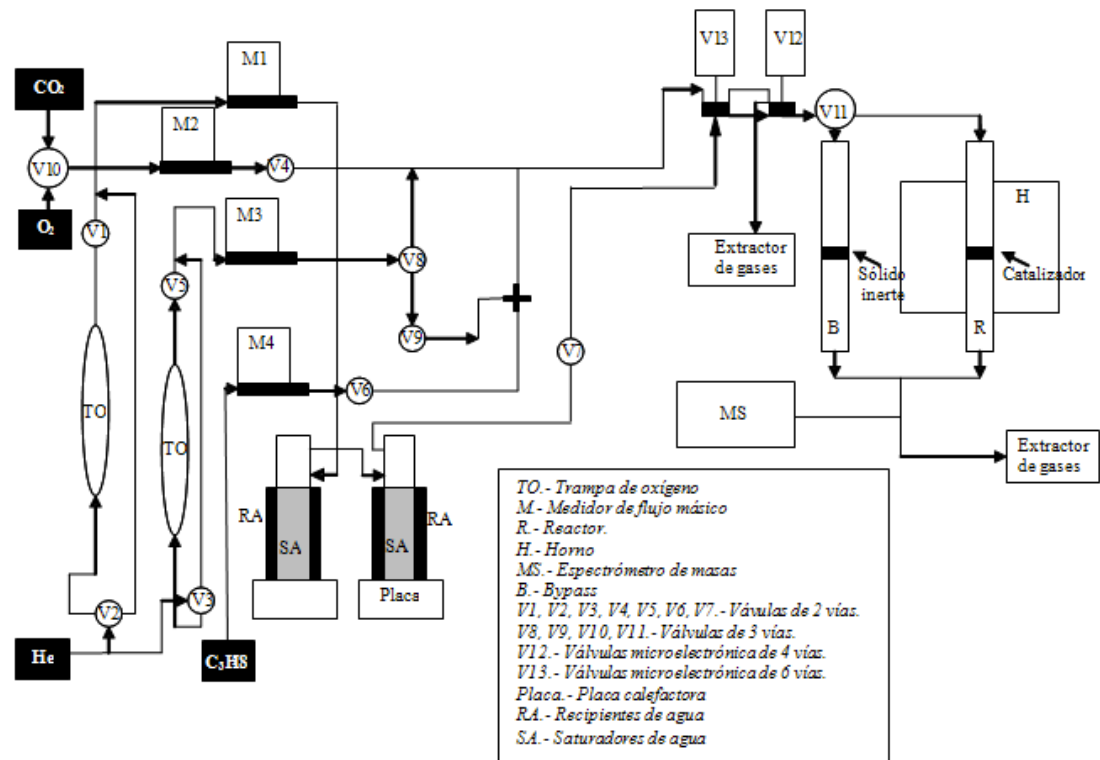 V13
V12
M1
CO₂
M2
V11
V10
V4
H
M3
O₂
V1
Extractor
de gases
V8
V5
Sólido
inerte
Catalizador
V9
B
R
M4
V7
V6
TO
TO
MS
Extractor
de gases
RA
SA
SA
RA
Placa
V2
V3
He
C₃H8
TO.- Trampa de oxígeno
M.- Medidor de flujo másico
R.- Reactor.
H.- Horno
MS.- Espectrómetro de masas
B.- Bypass
V1, V2, V3, V4, V5, V6, V7.- Vávulas de 2 vías.
V8, V9, V10, V11.- Válvulas de 3 vías.
V12.- Válvulas microelectrónica de 4 vías.
V13.- Válvulas microelectrónica de 6 vías.
Placa.- Placa calefactora
RA.- Recipientes de agua
SA.- Saturadores de agua